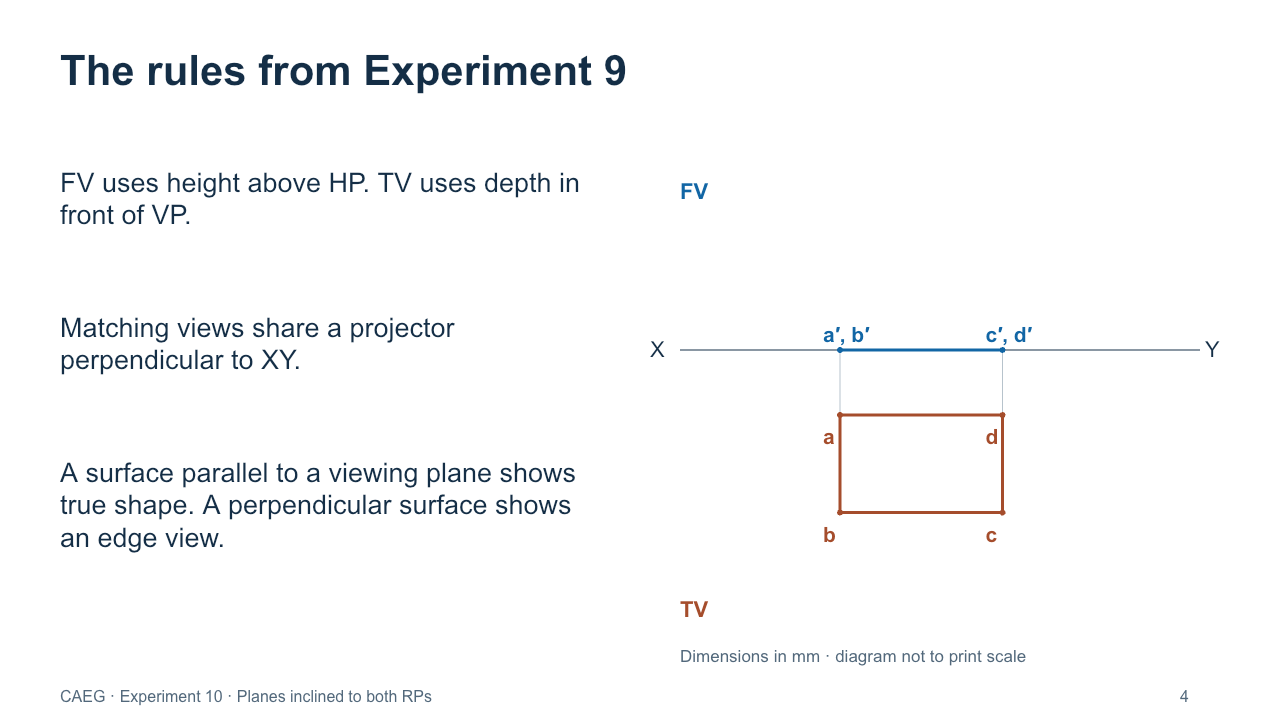 The rules from Experiment 9
FV uses height above HP. TV uses depth in
front of VP.
Matching views share a projector
perpendicular to XY.
A surface parallel to a viewing plane shows
true shape. A perpendicular surface shows
an edge view.
FV
a′, b′
c′, d′
X
Y
a
d
b
c
TV
Dimensions in mm · diagram not to print scale
CAEG · Experiment 10 · Planes inclined to both RPs
4